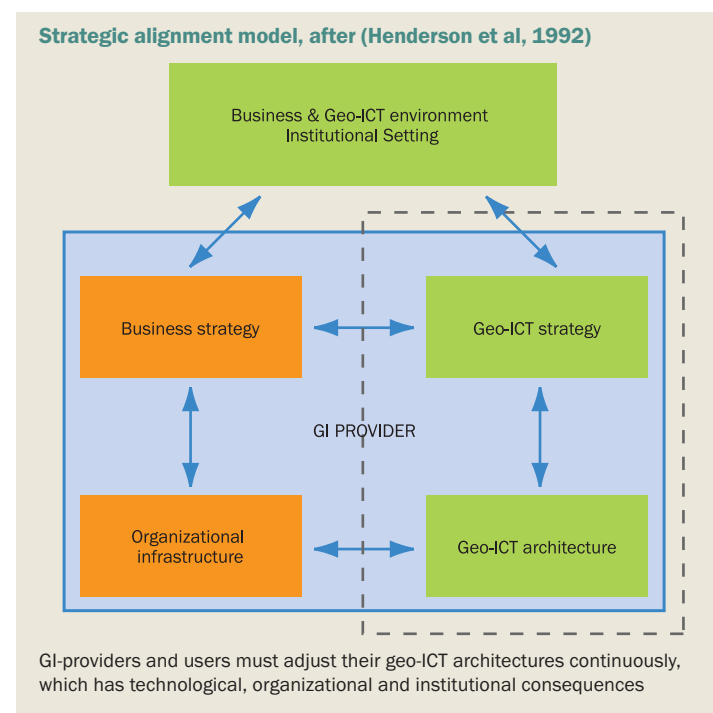 Strategic alignment model, after (Henderson et al, 1992)
Business & Geo-ICT environment
Institutional Setting
Business strategy
Geo-ICT strategy
GI PROVIDER
Organizational
infrastructure
Geo-ICT architecture
GI-providers and users must adjust their geo-ICT architectures continuously,
which has technological, organizational and institutional consequences